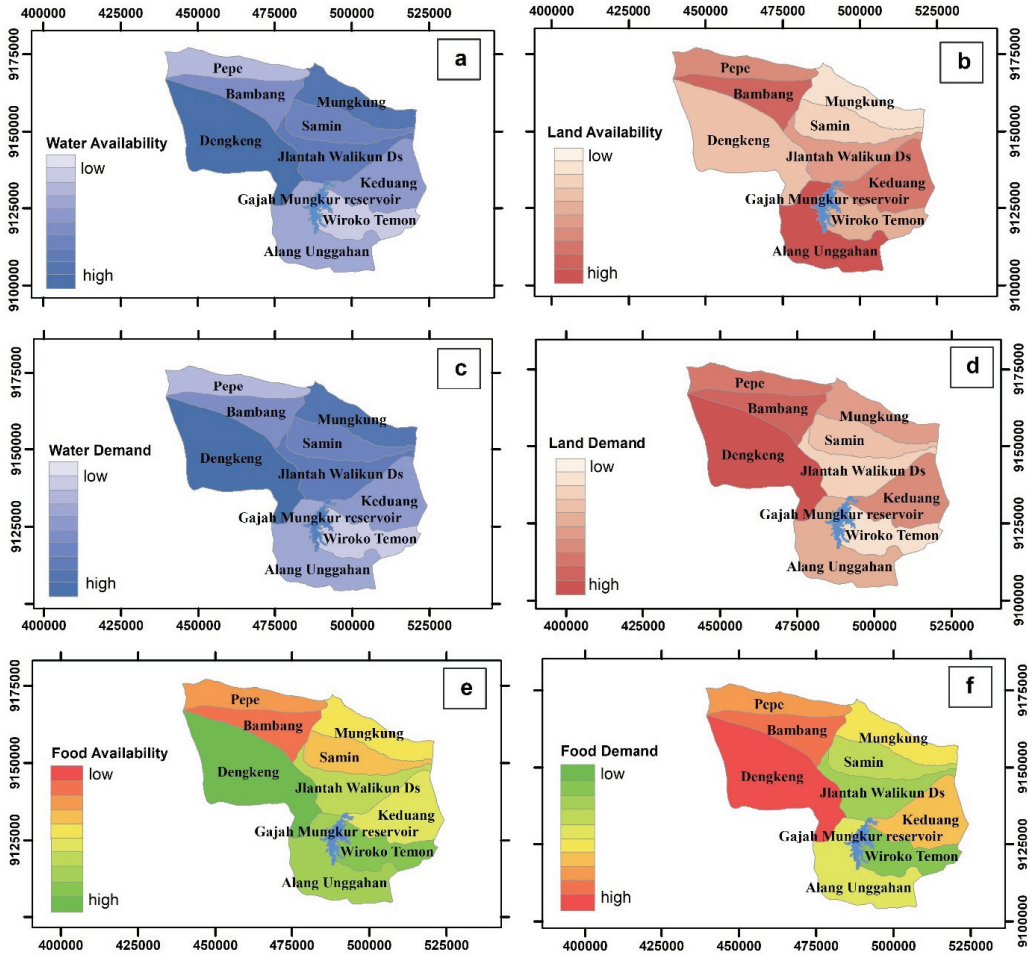 400000 425000 450000 475000 500000 525000
400000 425000 450000 475000 500000 525000
a
9175000
9150000
9125000
9100000
Water Availability
low
high
Pepe
Bambang
Mungkung
Samin
Dengkeng
Jlantah Walikun Ds
Keduang
Gajah Mungkur reservoir
Wiroko Temon
Alang Unggahan
b
Land Availability
low
high
Pepe
Bambang
Mungkung
Samin
Dengkeng
Jlantah Walikun Ds
Keduang
Gajah Mungkur reservoir
Wiroko Temon
Alang Unggahan
9175000
9150000
9125000
9100000
400000 425000 450000 475000 500000 525000
c
9175000
9150000
9125000
Water Demand
low
high
Pepe
Bambang
Mungkung
Samin
Dengkeng
Jlantah Walikun Ds
Keduang
Gajah Mungkur reservoir
Wiroko Temon
Alang Unggahan
400000 425000 450000 475000 500000 525000
d
Land Demand
low
high
Pepe
Bambang
Mungkung
Samin
Dengkeng
Jlantah Walikun Ds
Keduang
Gajah Mungkur reservoir
Wiroko Temon
Alang Unggahan
9175000
9150000
9125000
9100000
400000 425000 450000 475000 500000 525000
e
9175000
9150000
9125000
Food Availability
low
high
Pepe
Bambang
Mungkung
Samin
Dengkeng
Jlantah Walikun Ds
Keduang
Gajah Mungkur reservoir
Wiroko Temon
Alang Unggahan
400000 425000 450000 475000 500000 525000
f
Food Demand
low
high
Pepe
Bambang
Mungkung
Samin
Dengkeng
Jlantah Walikun Ds
Keduang
Gajah Mungkur reservoir
Wiroko Temon
Alang Unggahan
9175000
9150000
9125000
9100000
400000 425000 450000 475000 500000 525000